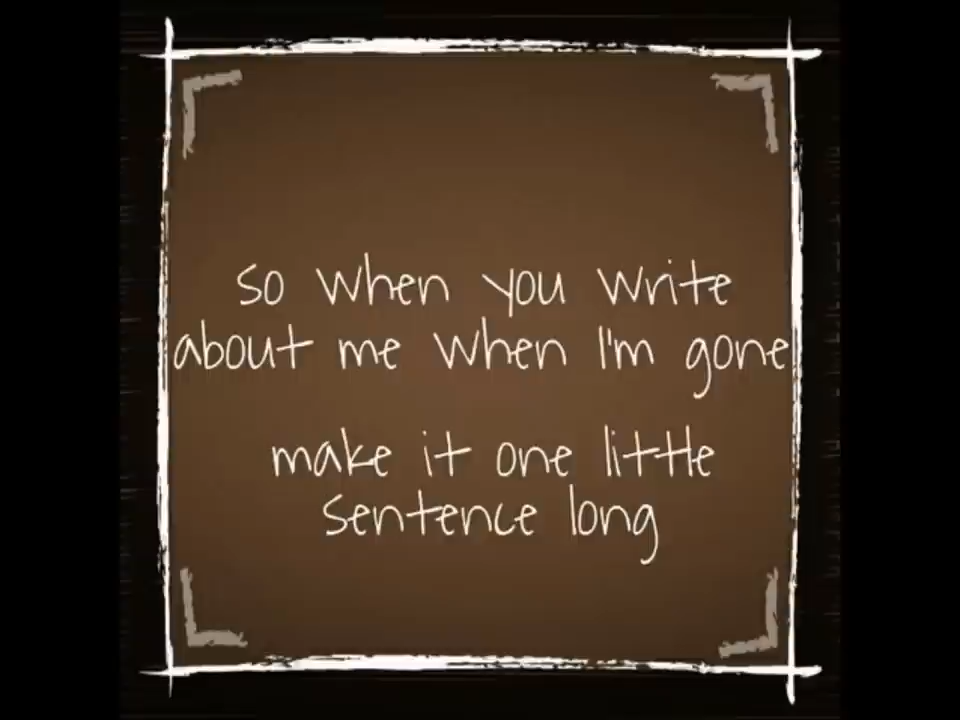 so when you write
about me when I'm gone
make it one little
sentence long